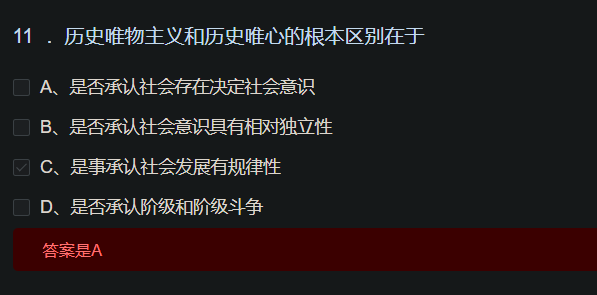 11 ．历史唯物主义和历史唯心的根本区别在于
A、是否承认社会存在决定社会意识
B、是否承认社会意识具有相对独立性
C、是事承认社会发展有规律性
D、是否承认阶级和阶级斗争
答案是A